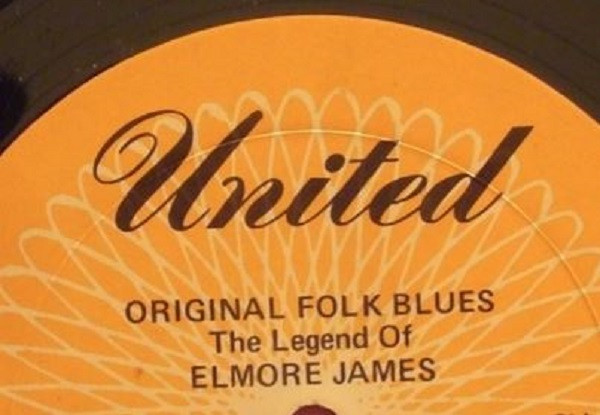 United
ORIGINAL FOLK BLUES
The Legend Of
ELMORE JAMES